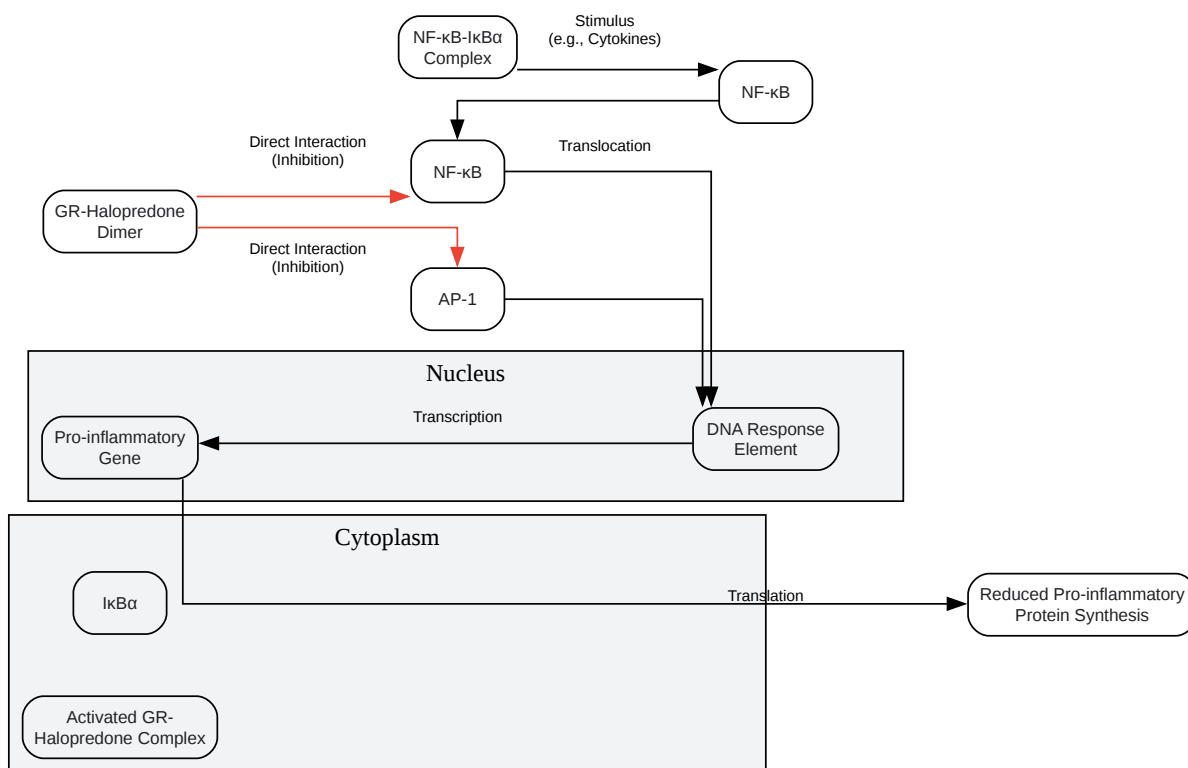 NF-κB-IκBα
Complex
Stimulus
(e.g., Cytokines)
NF-κB
Direct Interaction
(Inhibition)
NF-κB
Translocation
GR-Halopredone
Dimer
Direct Interaction
(Inhibition)
AP-1
Nucleus
Pro-inflammatory
Gene
Transcription
DNA Response
Element
Cytoplasm
IκBα
Translation
Reduced Pro-inflammatory
Protein Synthesis
Activated GR-
Halopredone Complex